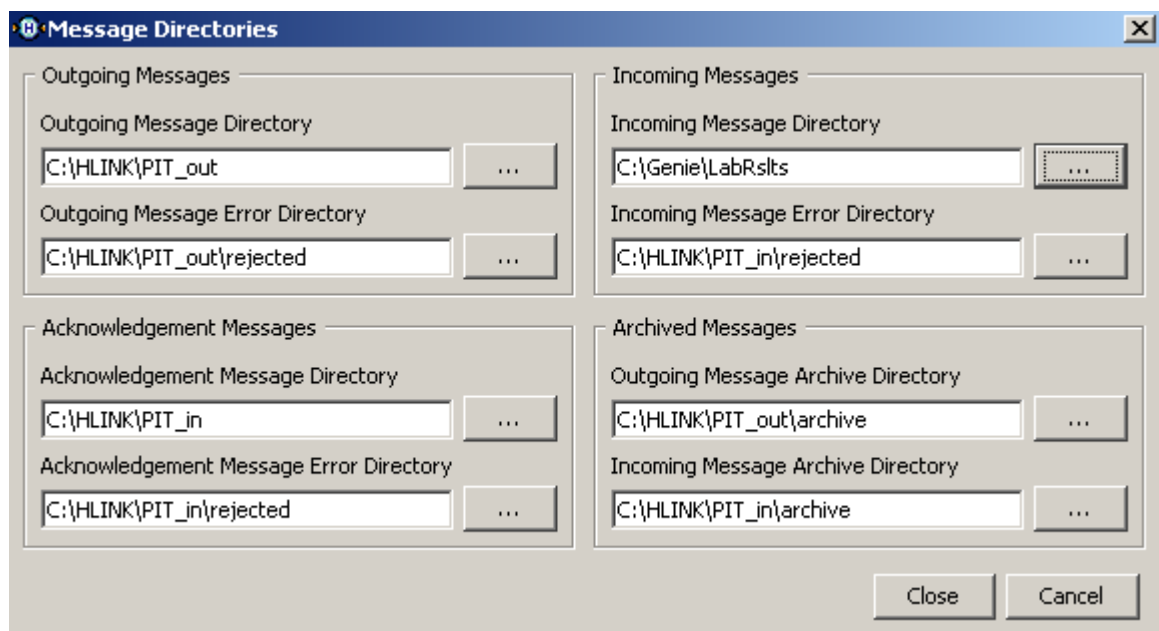 H Message Directories
Outgoing Messages
Outgoing Message Directory
C:\HLINK\PIT_out ...
Outgoing Message Error Directory
C:\HLINK\PIT_out\rejected ...
Incoming Messages
Incoming Message Directory
C:\Genie\LabRslts ...
Incoming Message Error Directory
C:\HLINK\PIT_in\rejected ...
Acknowledgement Messages
Acknowledgement Message Directory
C:\HLINK\PIT_in ...
Acknowledgement Message Error Directory
C:\HLINK\PIT_in\rejected ...
Archived Messages
Outgoing Message Archive Directory
C:\HLINK\PIT_out\archive ...
Incoming Message Archive Directory
C:\HLINK\PIT_in\archive ...
Close Cancel